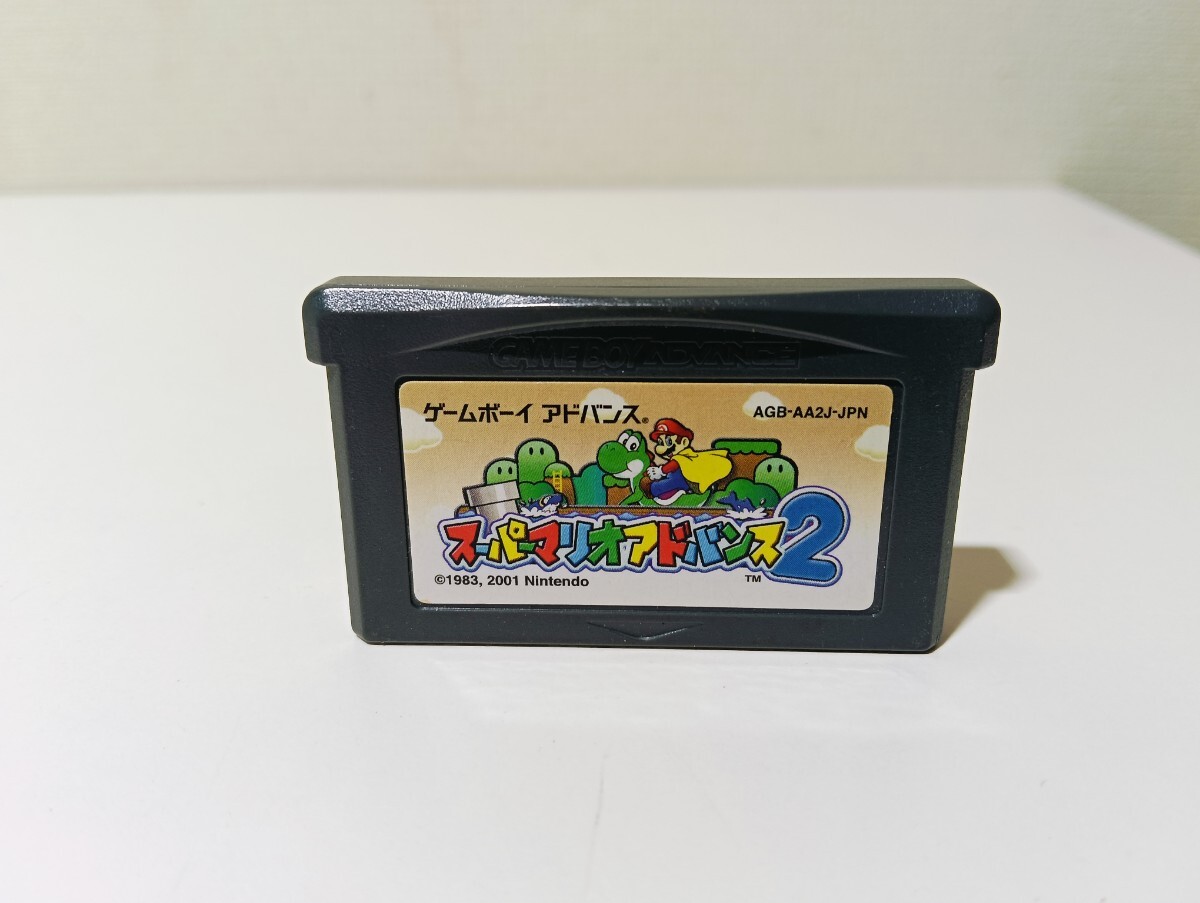 GAME BOY ADVANCE
ゲームボーイ アドバンス®
AGB-AA2J-JPN
スーパーマリオアドバンス2
™
©1983, 2001 Nintendo